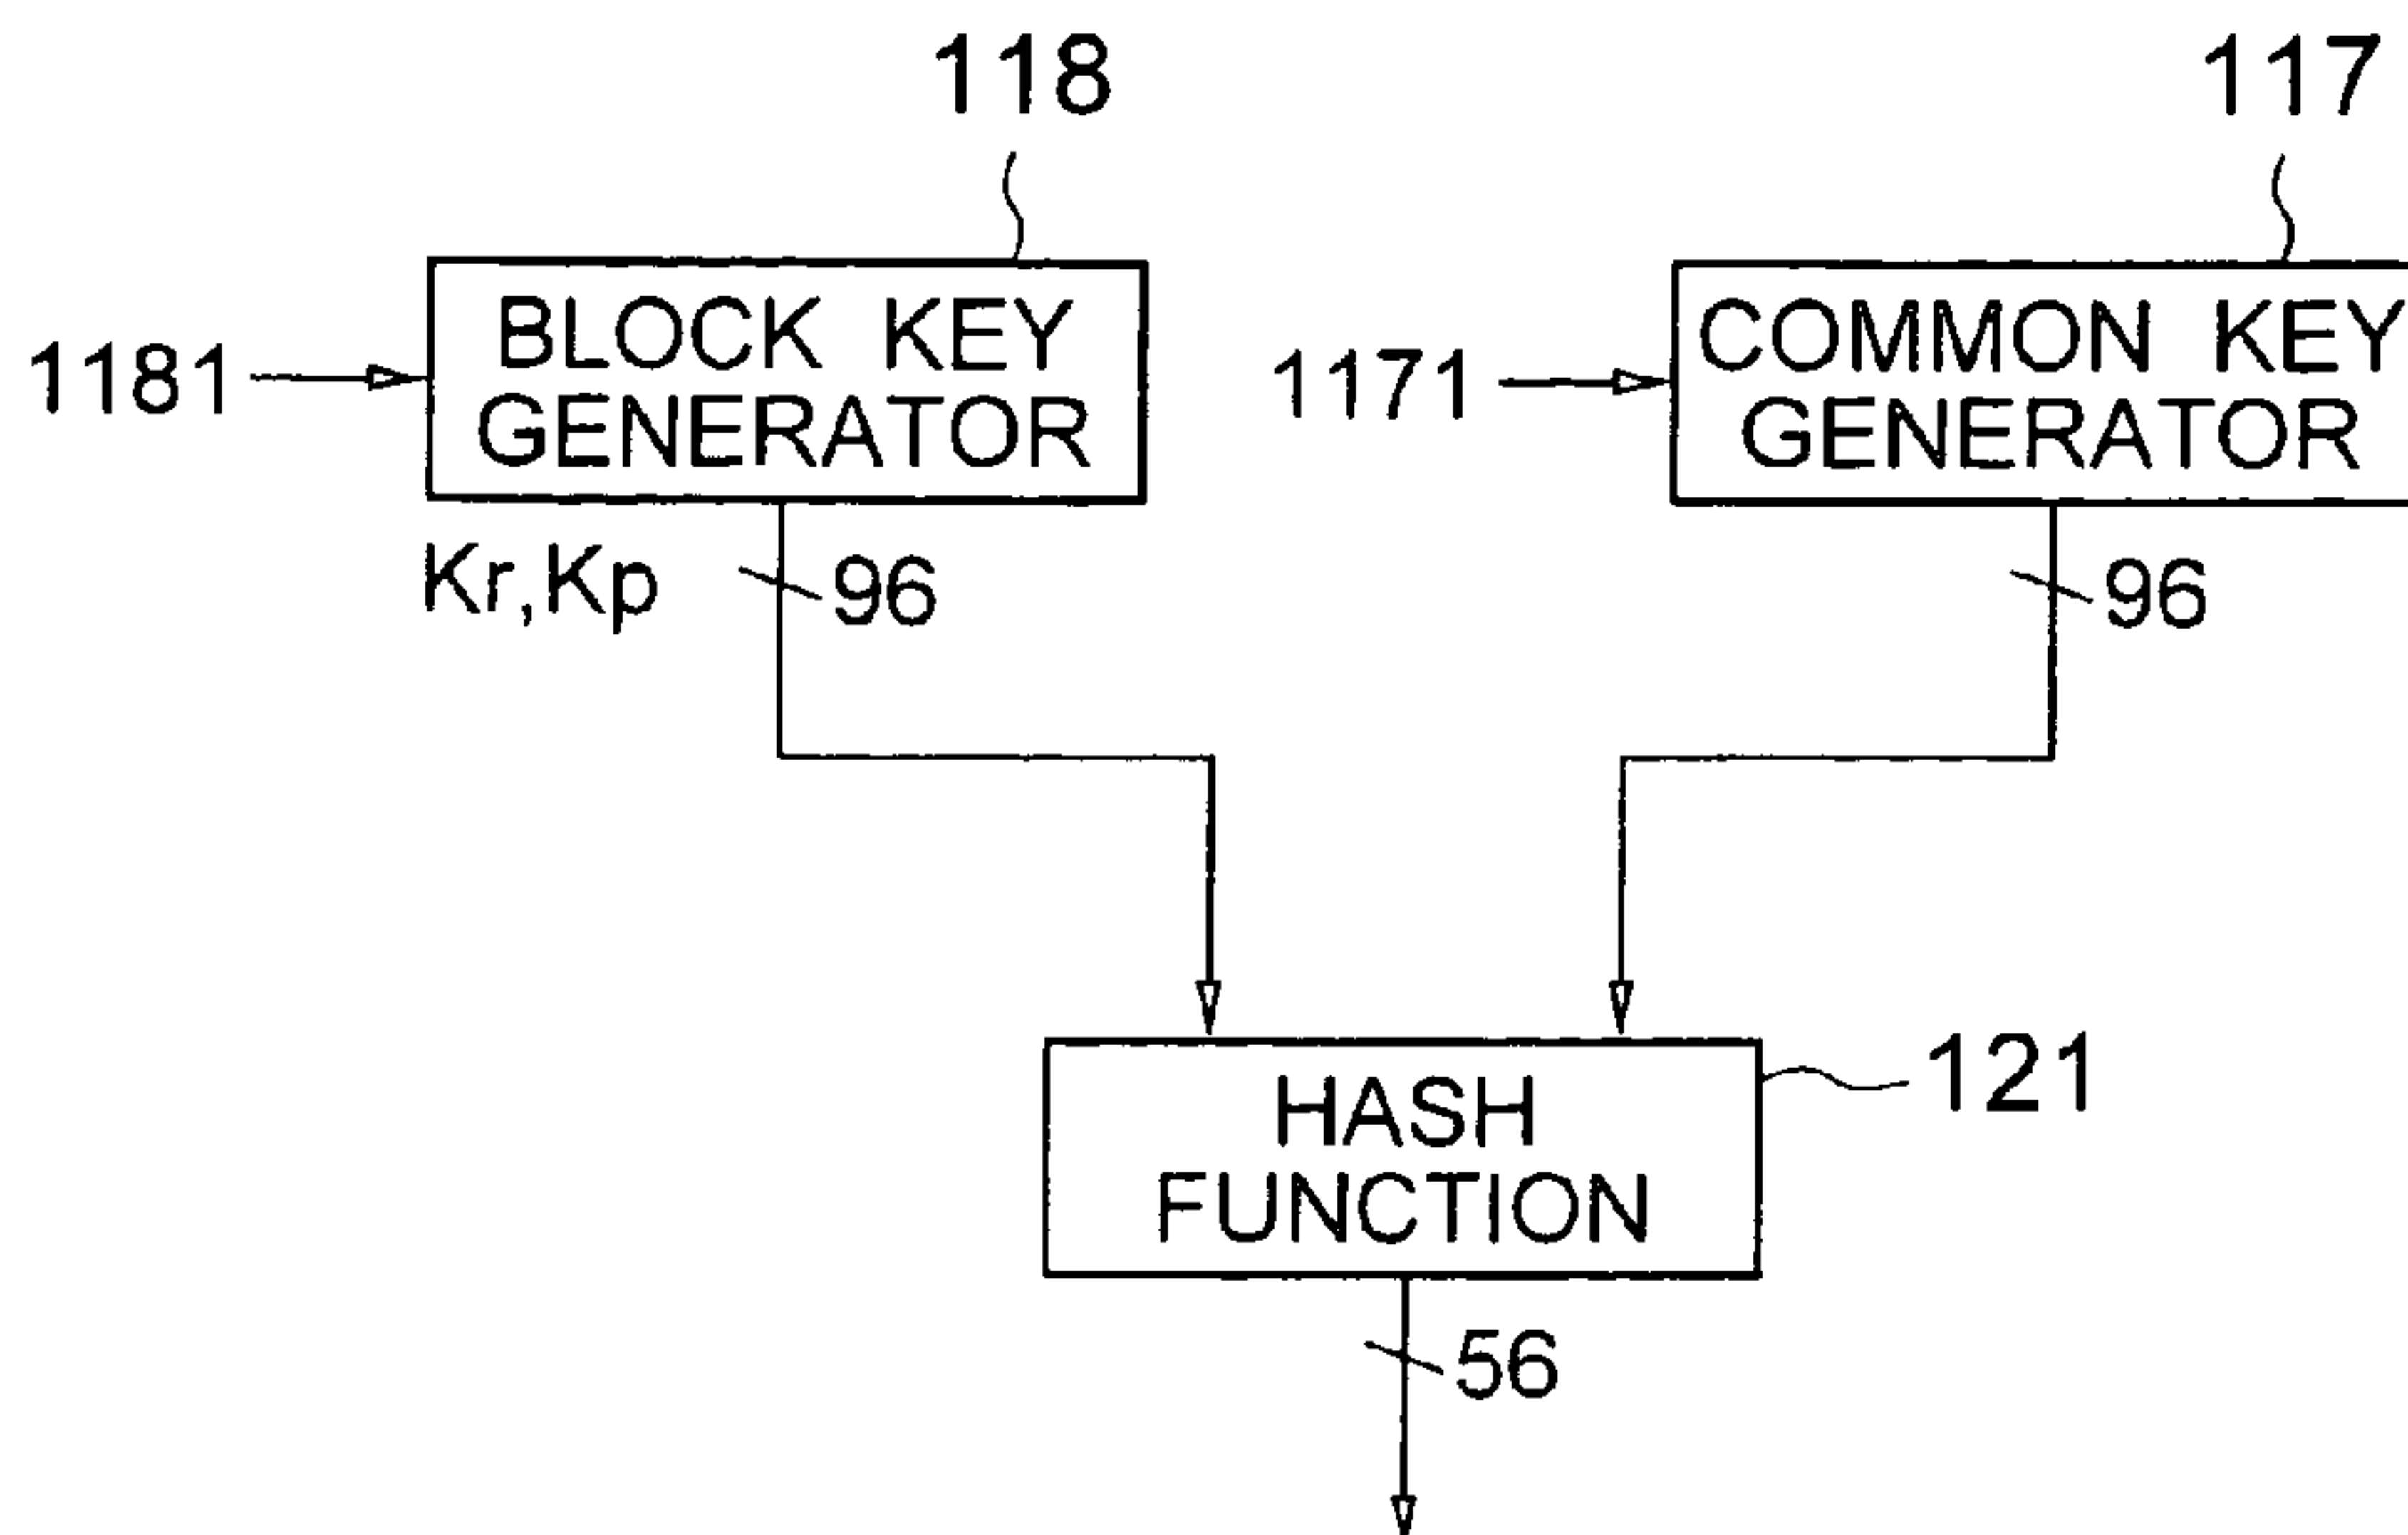 118
117
1181
BLOCK KEY
GENERATOR
1171
COMMON KEY
GENERATOR
Kr,Kp
96
96
HASH
FUNCTION
121
56